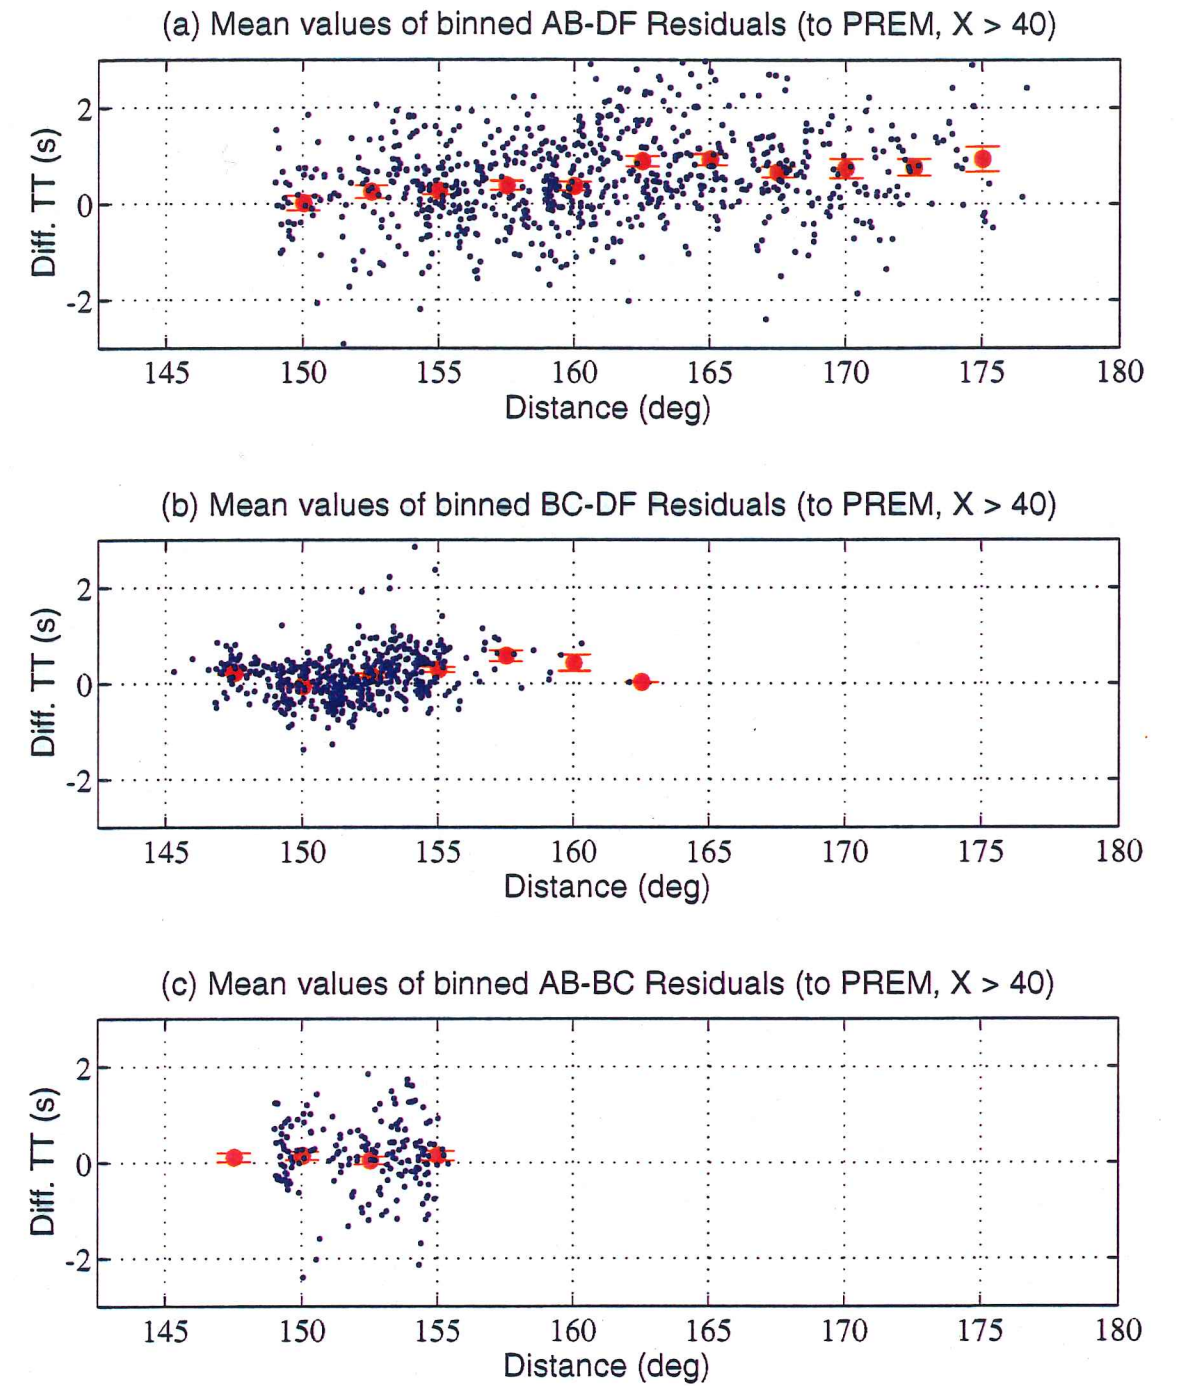 (a) Mean values of binned AB-DF Residuals (to PREM, X > 40)
2
0
-2
Diff. TT (s)
145 150 155 160 165 170 175 180
Distance (deg)
(b) Mean values of binned BC-DF Residuals (to PREM, X > 40)
2
0
-2
Diff. TT (s)
145 150 155 160 165 170 175 180
Distance (deg)
(c) Mean values of binned AB-BC Residuals (to PREM, X > 40)
2
0
-2
Diff. TT (s)
145 150 155 160 165 170 175 180
Distance (deg)